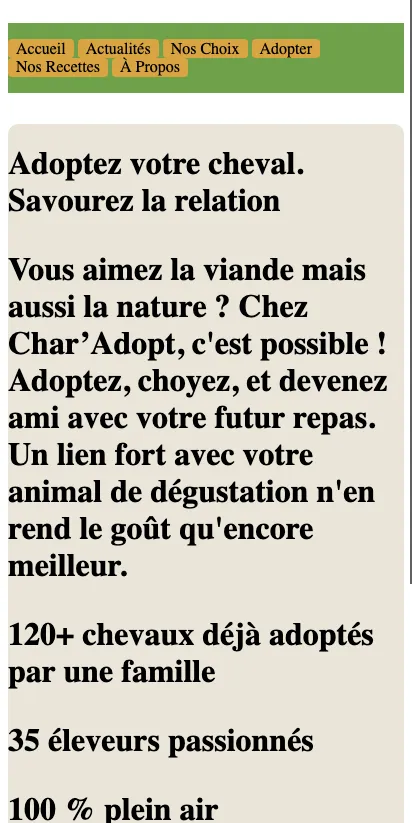 Accueil Actualités Nos Choix Adopter
Nos Recettes À Propos
Adoptez votre cheval.
Savourez la relation
Vous aimez la viande mais
aussi la nature ? Chez
Char’Adopt, c'est possible !
Adoptez, choyez, et devenez
ami avec votre futur repas.
Un lien fort avec votre
animal de dégustation n'en
rend le goût qu'encore
meilleur.
120+ chevaux déjà adoptés
par une famille
35 éleveurs passionnés
100 % plein air